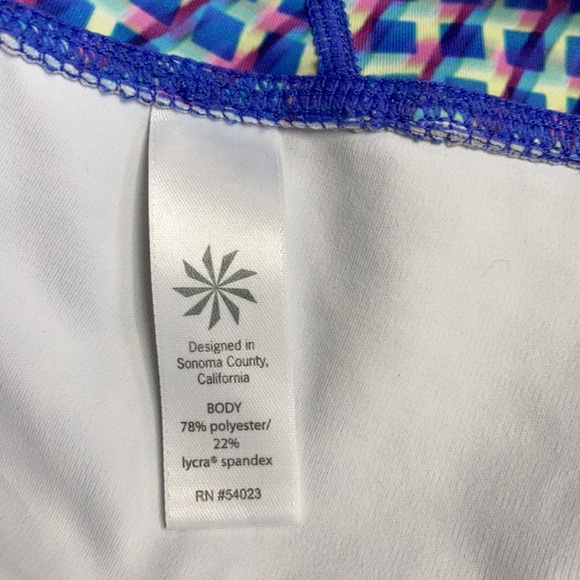 Designed in
Sonoma County,
California
BODY
78% polyester/
22%
lycra® spandex
RN #54023